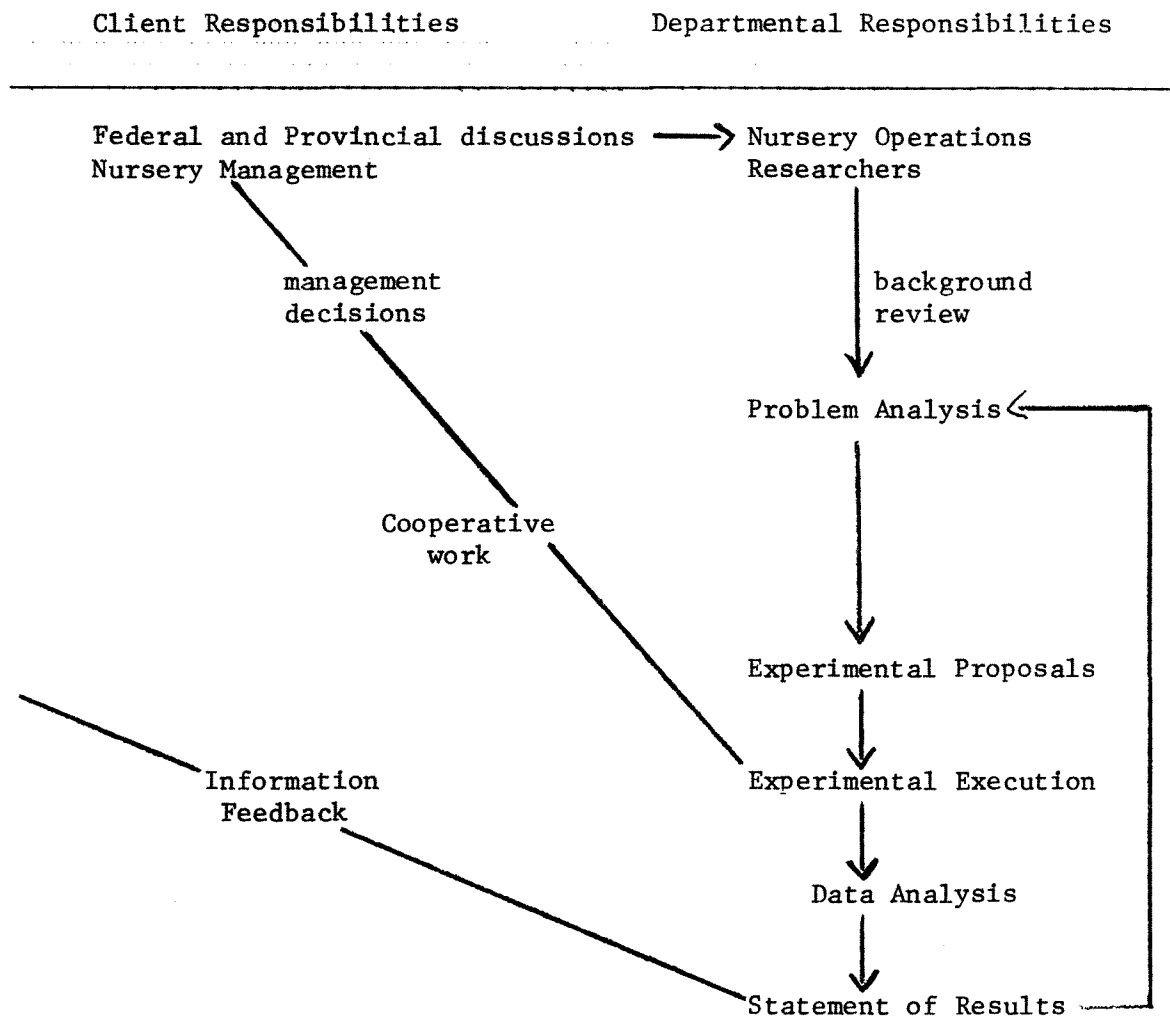 Client Responsibilities
Departmental Responsibilities
Federal and Provincial discussions
Nursery Management
Nursery Operations
Researchers
management
decisions
background
review
Problem Analysis
Cooperative
work
Experimental Proposals
Information
Feedback
Experimental Execution
Data Analysis
Statement of Results